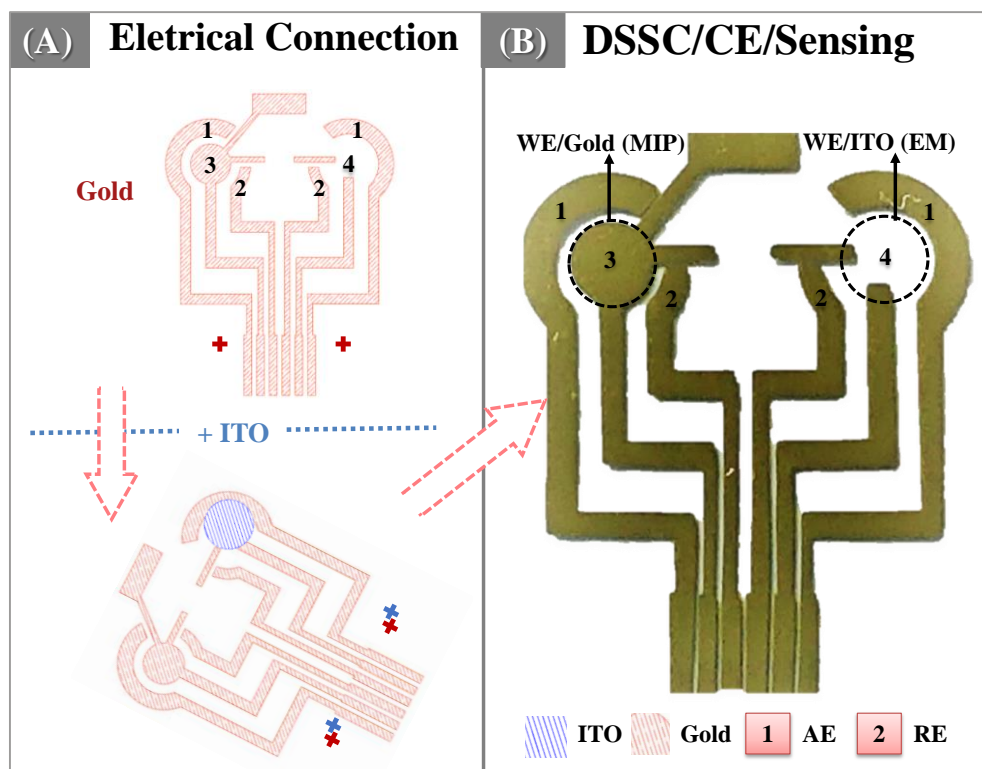 (A) Eletrical Connection
1
1
3
4
2
2
Gold
+ ITO
(B) DSSC/CE/Sensing
WE/Gold (MIP)
WE/ITO (EM)
1
1
3
4
2
2
ITO
Gold
1 AE
2 RE